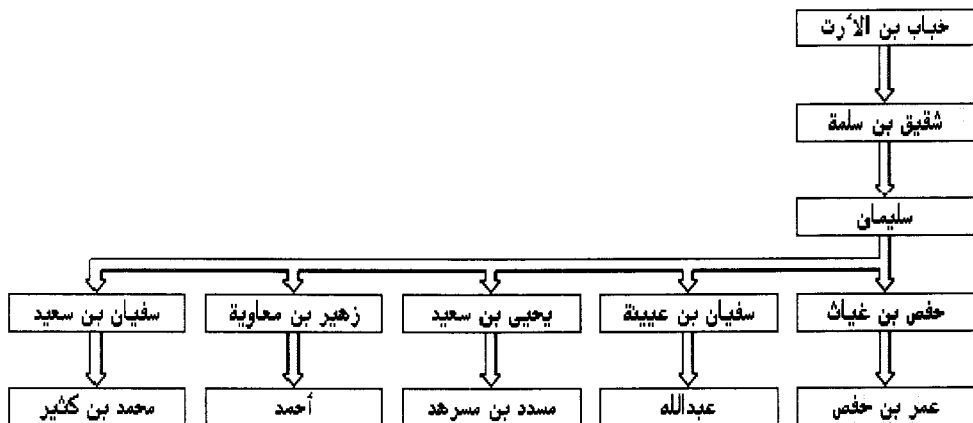 خباب بن الأرت
شقيق بن سلمة
سليمان
حفص بن غياث
سفيان بن عيينة
يحيى بن سعيد
زهير بن معاوية
سفيان بن سعيد
عمر بن حفص
عبدالله
مسدد بن مسرهد
أحمد
محمد بن كثير